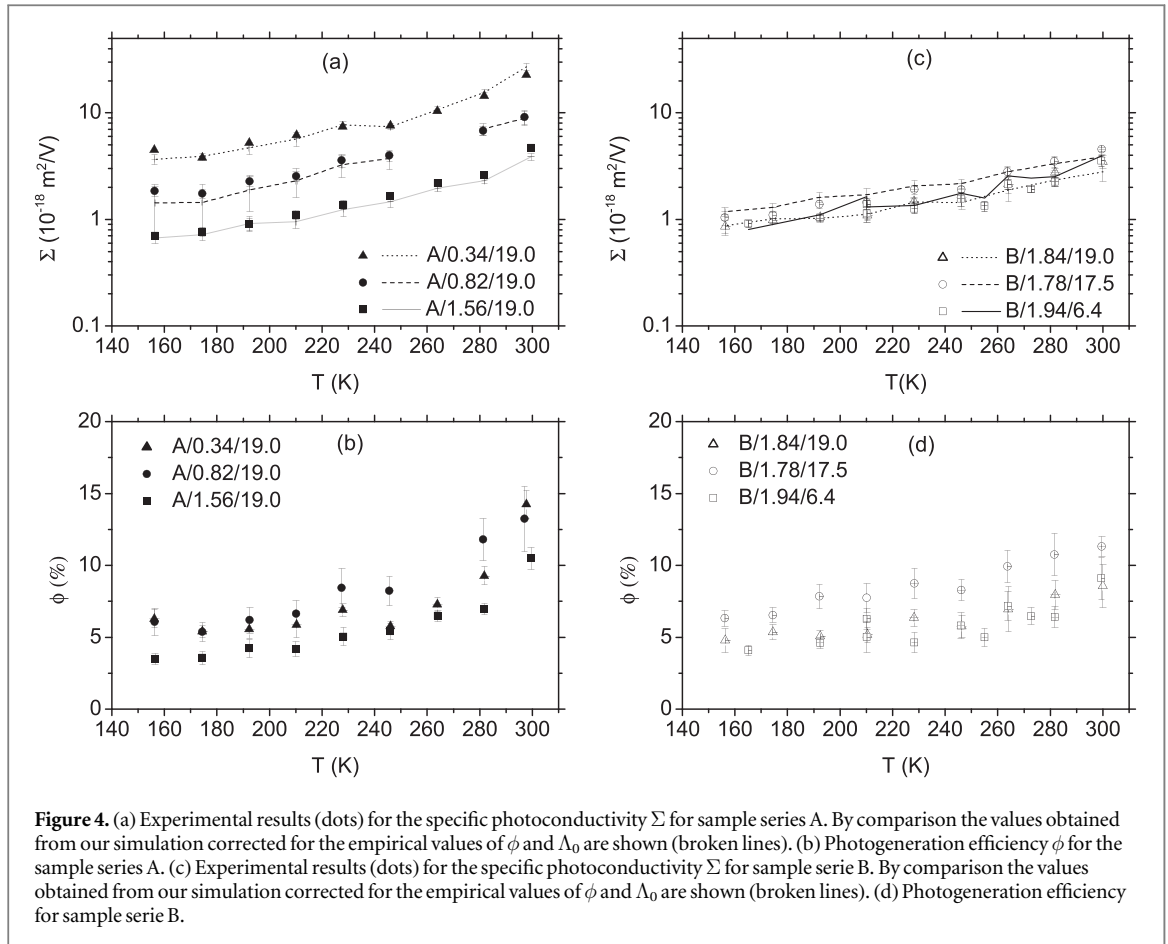 (a)
Σ (10⁻¹⁸ m²/V)
10
1
0.1
A/0.34/19.0
A/0.82/19.0
A/1.56/19.0
140 160 180 200 220 240 260 280 300
T (K)
(c)
Σ (10⁻¹⁸ m²/V)
10
1
0.1
B/1.84/19.0
B/1.78/17.5
B/1.94/6.4
140 160 180 200 220 240 260 280 300
T(K)
(b)
ϕ (%)
20
15
10
5
0
A/0.34/19.0
A/0.82/19.0
A/1.56/19.0
140 160 180 200 220 240 260 280 300
T (K)
(d)
ϕ (%)
20
15
10
5
0
B/1.84/19.0
B/1.78/17.5
B/1.94/6.4
140 160 180 200 220 240 260 280 300
T (K)
Figure 4. (a) Experimental results (dots) for the specific photoconductivity Σ for sample series A. By comparison the values obtained
from our simulation corrected for the empirical values of ϕ and Λ₀ are shown (broken lines). (b) Photogeneration efficiency ϕ for the
sample series A. (c) Experimental results (dots) for the specific photoconductivity Σ for sample serie B. By comparison the values
obtained from our simulation corrected for the empirical values of ϕ and Λ₀ are shown (broken lines). (d) Photogeneration efficiency
for sample serie B.